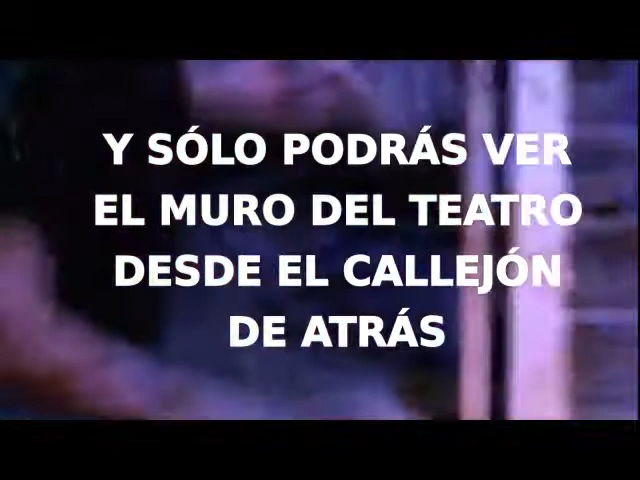 Y SÓLO PODRÁS VER
EL MURO DEL TEATRO
DESDE EL CALLEJÓN
DE ATRÁS